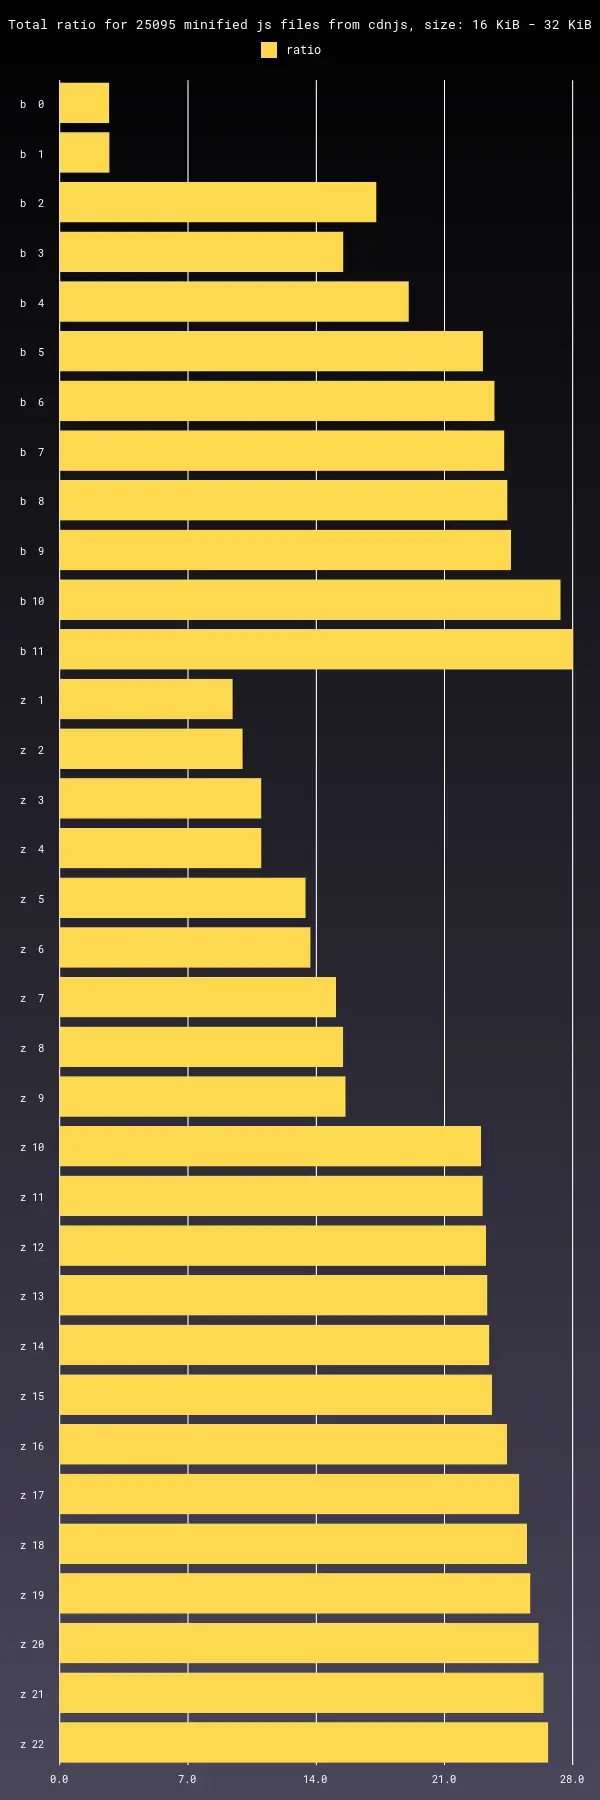 Total ratio for 25095 minified js files from cdnjs, size: 16 KiB - 32 KiB
ratio
b 0
b 1
b 2
b 3
b 4
b 5
b 6
b 7
b 8
b 9
b 10
b 11
z 1
z 2
z 3
z 4
z 5
z 6
z 7
z 8
z 9
z 10
z 11
z 12
z 13
z 14
z 15
z 16
z 17
z 18
z 19
z 20
z 21
z 22
0.0 7.0 14.0 21.0 28.0